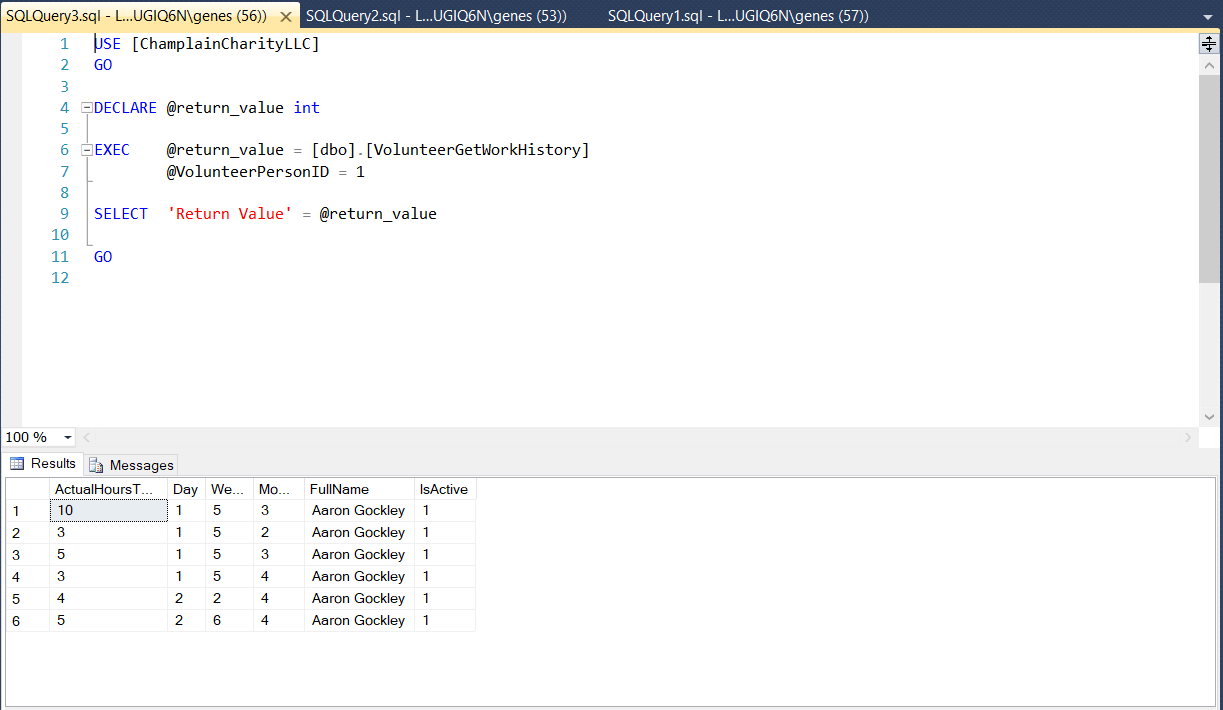 SQLQuery3.sql - L...UGIQ6N\genes (56)) SQLQuery2.sql - L...UGIQ6N\genes (53)) SQLQuery1.sql - L...UGIQ6N\genes (57))
1 USE [ChamplainCharityLLC]
2 GO
3
4 DECLARE @return_value int
5
6 EXEC @return_value = [dbo].[VolunteerGetWorkHistory]
7 @VolunteerPersonID = 1
8
9 SELECT 'Return Value' = @return_value
10
11 GO
12
100 %
Results Messages
ActualHoursT... Day We... Mo... FullName IsActive
1 10 1 5 3 Aaron Gockley 1
2 3 1 5 2 Aaron Gockley 1
3 5 1 5 3 Aaron Gockley 1
4 3 1 5 4 Aaron Gockley 1
5 4 2 2 4 Aaron Gockley 1
6 5 2 6 4 Aaron Gockley 1